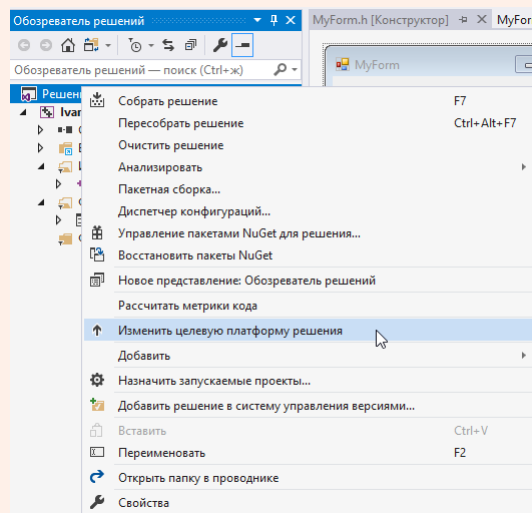 Обозреватель решений
MyForm.h [Конструктор]
MyFor
Обозреватель решений — поиск (Ctrl+ж)
MyForm
Решени
Собрать решение F7
Ivar
Пересобрать решение Ctrl+Alt+F7
Очистить решение
Анализировать
Пакетная сборка...
Диспетчер конфигураций...
Управление пакетами NuGet для решения...
Восстановить пакеты NuGet
Новое представление: Обозреватель решений
Рассчитать метрики кода
Изменить целевую платформу решения
Добавить
Назначить запускаемые проекты...
Добавить решение в систему управления версиями...
Вставить Ctrl+V
Переименовать F2
Открыть папку в проводнике
Свойства